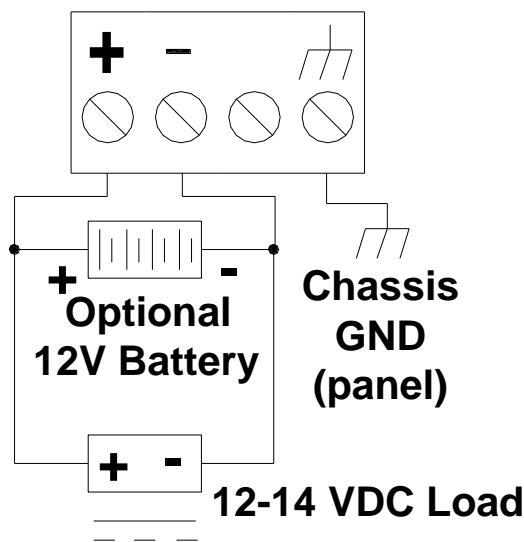 + -
+ -
Optional
12V Battery
Chassis
GND
(panel)
+ -
12-14 VDC Load